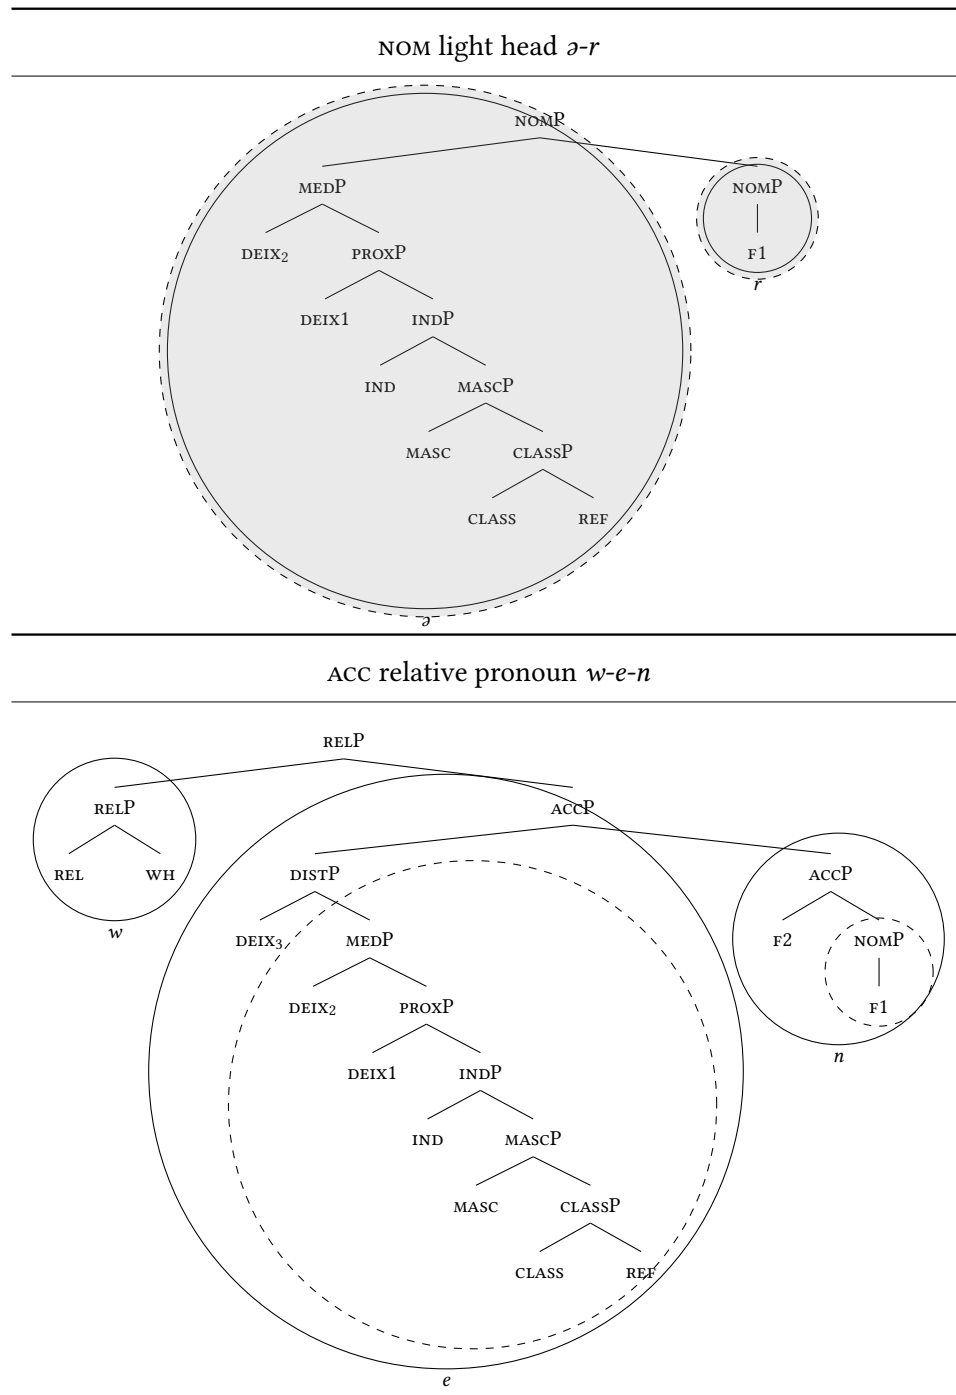 NOM light head ə-r
NOMP
MEDP NOMP
DEIX₂ PROXP F1
r
DEIX1 INDP
IND MASCP
MASC CLASSP
CLASS REF
ə
ACC relative pronoun w-e-n
RELP
RELP ACCP
REL WH DISTP ACCP
w
DEIX₃ MEDP F2 NOMP
DEIX₂ PROXP F1
n
DEIX1 INDP
IND MASCP
MASC CLASSP
CLASS REF
e